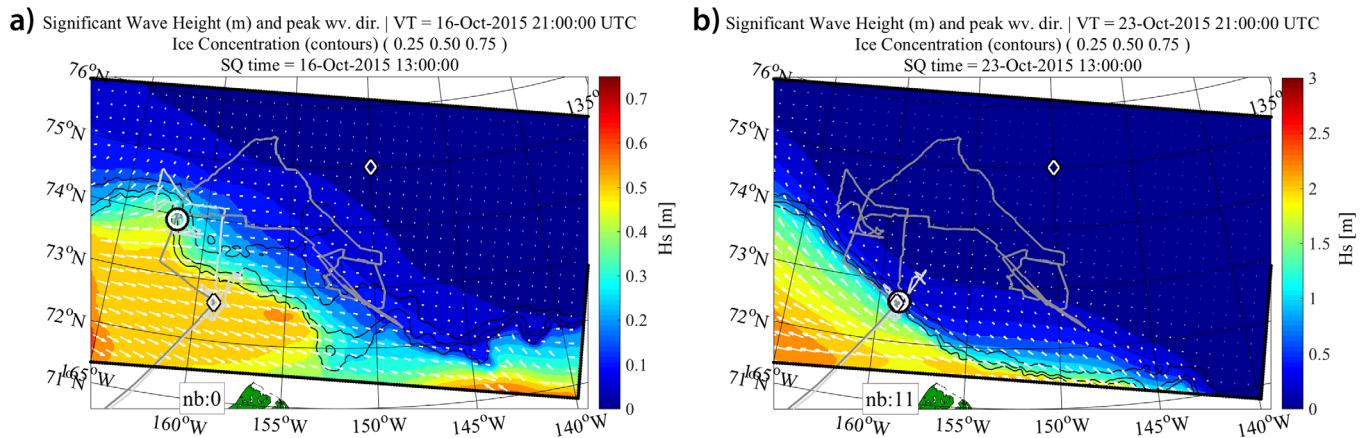 a) Significant Wave Height (m) and peak wv. dir. | VT = 16-Oct-2015 21:00:00 UTC
Ice Concentration (contours) ( 0.25 0.50 0.75 )
SQ time = 16-Oct-2015 13:00:00
76°N
75°N
74°N
73°N
72°N
71°N
165°W
160°W
155°W
150°W
145°W
140°W
135°
nb:0
0.7
0.6
0.5
0.4
0.3
0.2
0.1
0
Hs [m]
b) Significant Wave Height (m) and peak wv. dir. | VT = 23-Oct-2015 21:00:00 UTC
Ice Concentration (contours) ( 0.25 0.50 0.75 )
SQ time = 23-Oct-2015 13:00:00
76°N
75°N
74°N
73°N
72°N
71°N
165°W
160°W
155°W
150°W
145°W
140°W
135°
nb:11
3
2.5
2
1.5
1
0.5
0
Hs [m]